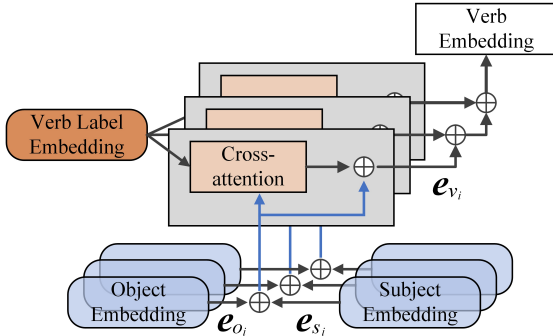 Verb
Embedding
Verb Label
Embedding
Cross-
attention
e_{v_i}
Object
Embedding
Subject
Embedding
e_{o_i}
e_{s_i}